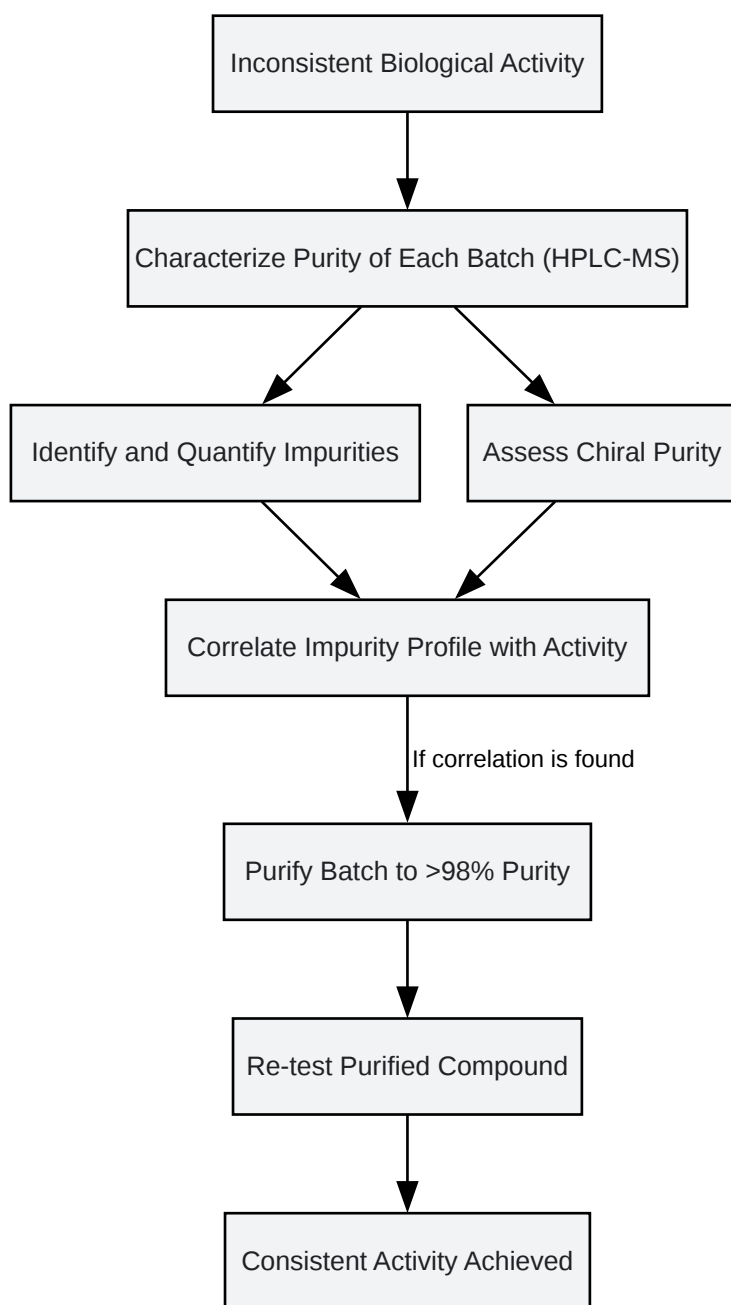 Inconsistent Biological Activity
Characterize Purity of Each Batch (HPLC-MS)
Identify and Quantify Impurities
Assess Chiral Purity
Correlate Impurity Profile with Activity
If correlation is found
Purify Batch to >98% Purity
Re-test Purified Compound
Consistent Activity Achieved